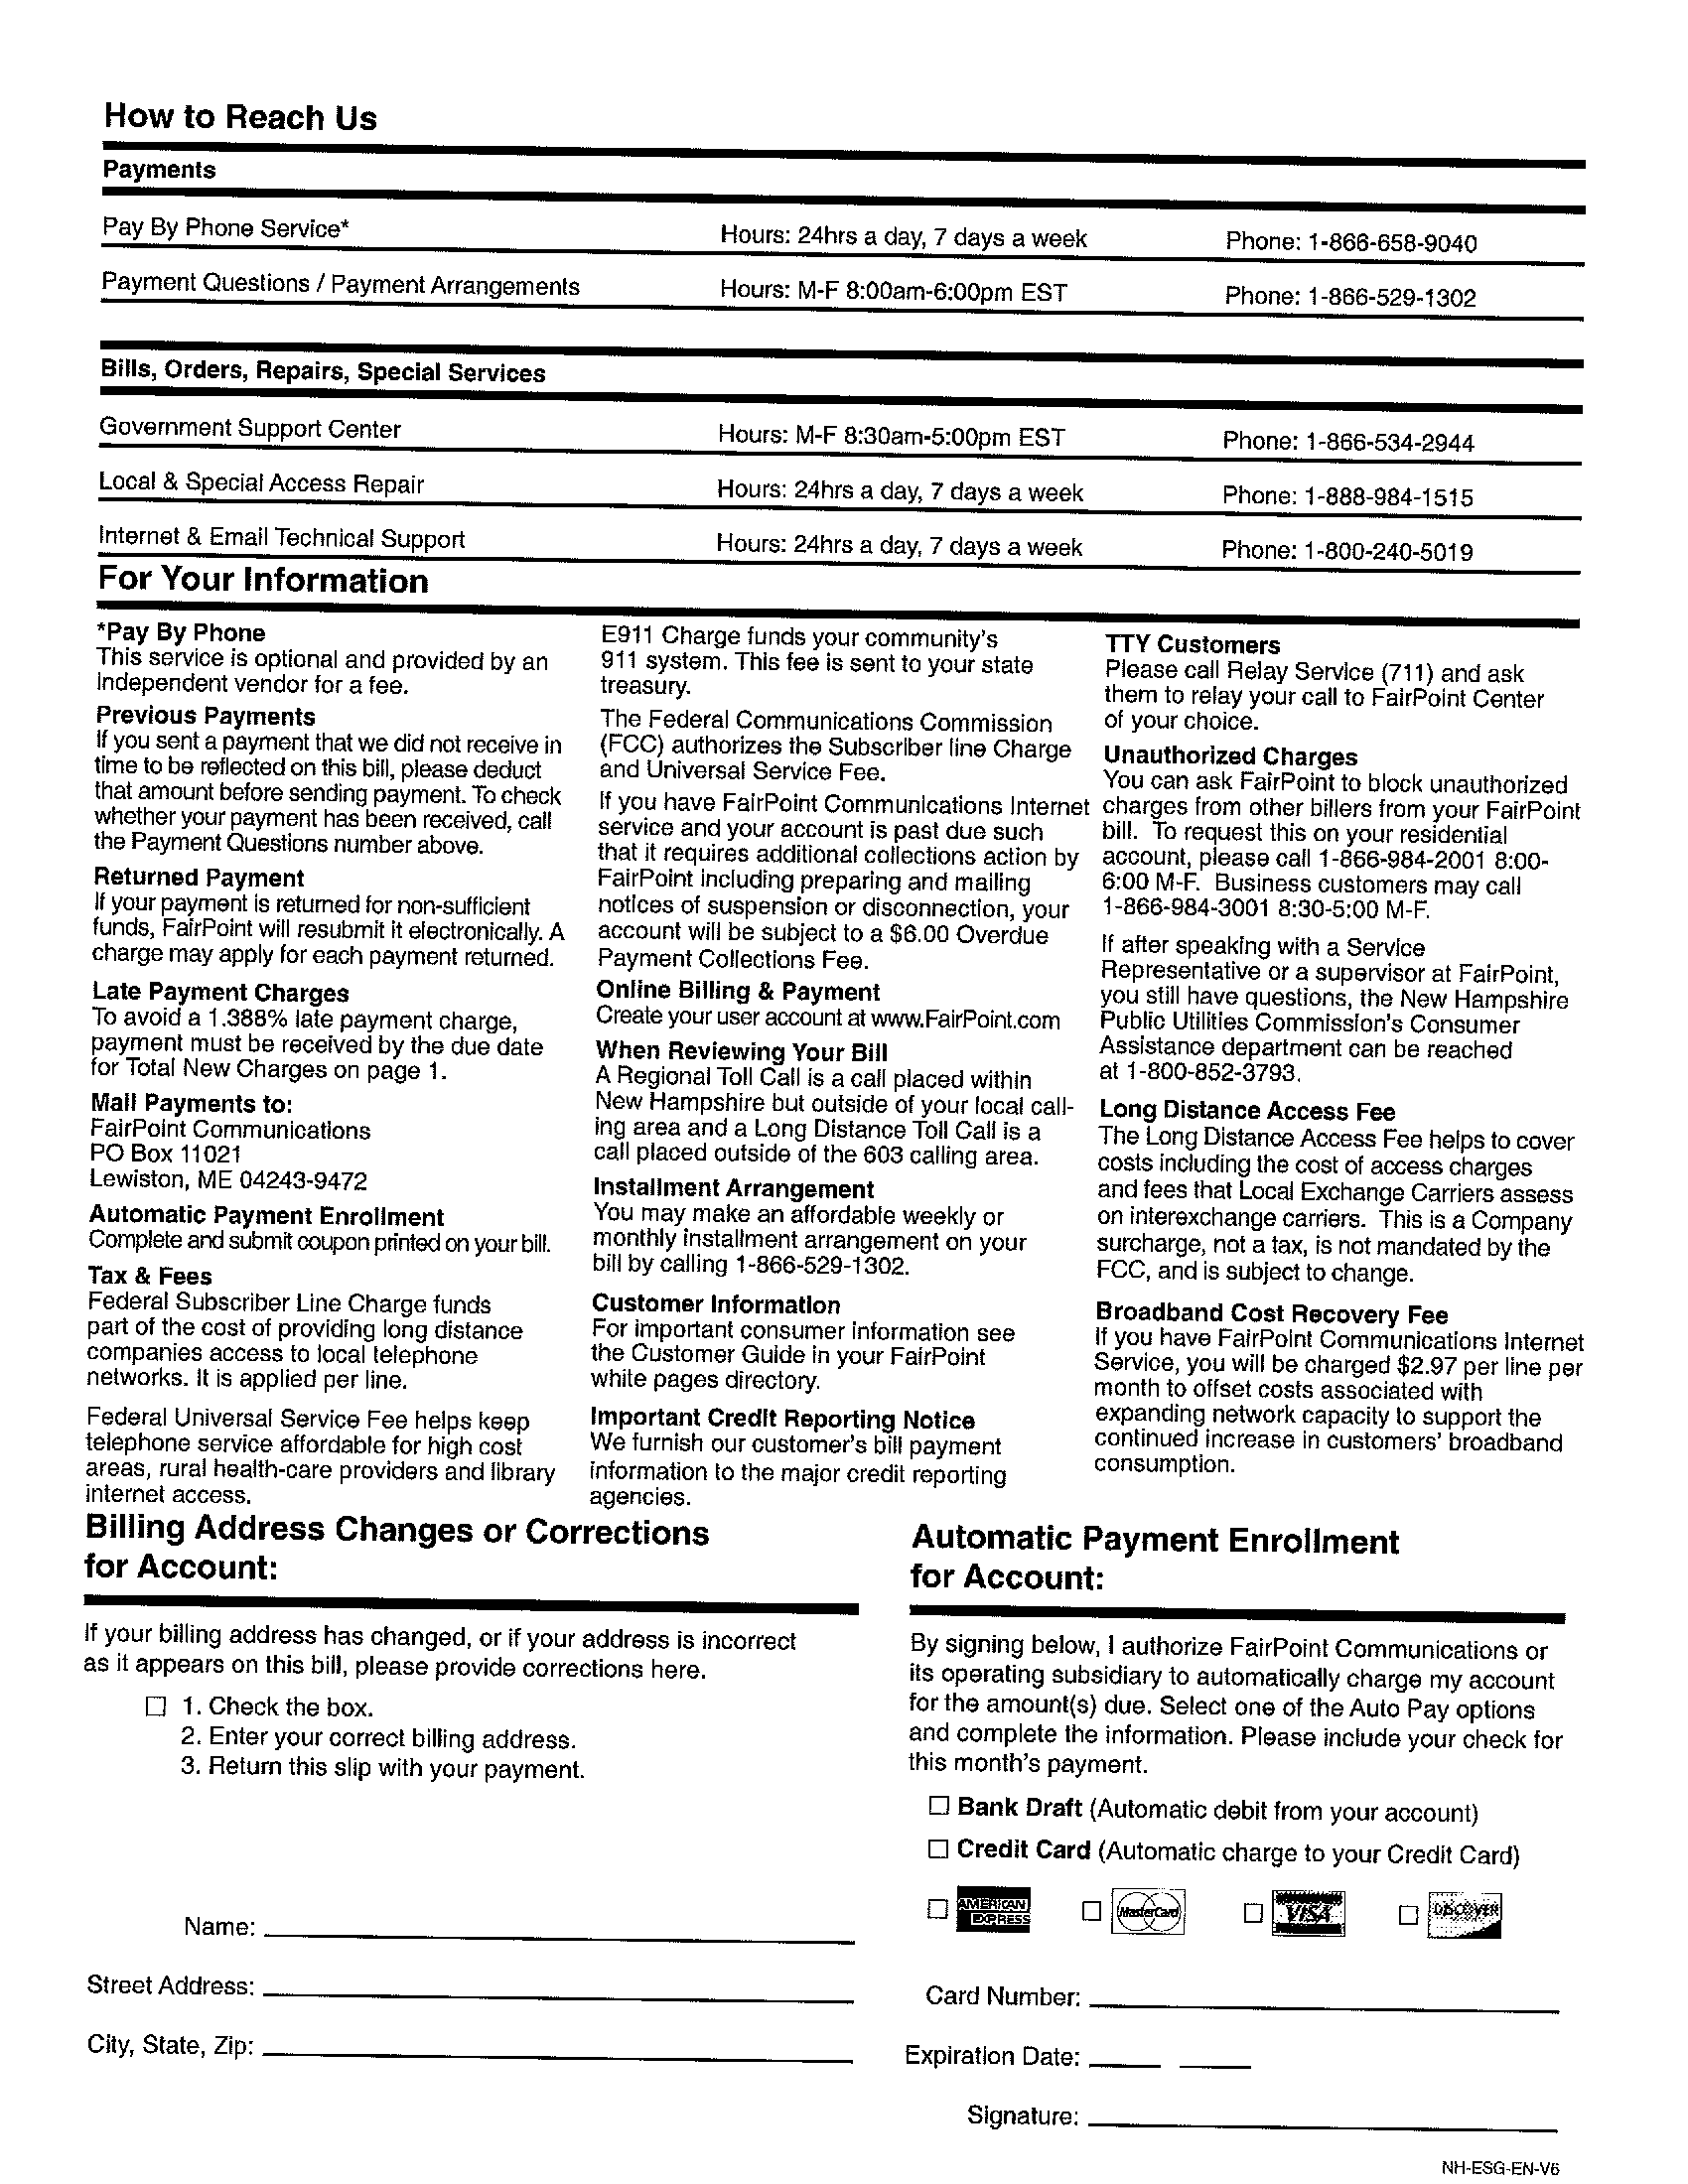 How to Reach Us
Payments
Pay By Phone Service* Hours: 24hrs a day, 7 days a week Phone: 1-866-658-9040
Payment Questions / Payment Arrangements Hours: M-F 8:00am-6:00pm EST Phone: 1-866-529-1302
Bills, Orders, Repairs, Special Services
Government Support Center Hours: M-F 8:30am-5:00pm EST Phone: 1-866-534-2944
Local & Special Access Repair Hours: 24hrs a day, 7 days a week Phone: 1-888-984-1515
Internet & Email Technical Support Hours: 24hrs a day, 7 days a week Phone: 1-800-240-5019
For Your Information
*Pay By Phone
This service is optional and provided by an
independent vendor for a fee.
Previous Payments
If you sent a payment that we did not receive in
time to be reflected on this bill, please deduct
that amount before sending payment. To check
whether your payment has been received, call
the Payment Questions number above.
Returned Payment
If your payment is returned for non-sufficient
funds, FairPoint will resubmit it electronically. A
charge may apply for each payment returned.
Late Payment Charges
To avoid a 1.388% late payment charge,
payment must be received by the due date
for Total New Charges on page 1.
Mail Payments to:
FairPoint Communications
PO Box 11021
Lewiston, ME 04243-9472
Automatic Payment Enrollment
Complete and submit coupon printed on your bill.
Tax & Fees
Federal Subscriber Line Charge funds
part of the cost of providing long distance
companies access to local telephone
networks. It is applied per line.
Federal Universal Service Fee helps keep
telephone service affordable for high cost
areas, rural health-care providers and library
internet access.
E911 Charge funds your community's
911 system. This fee is sent to your state
treasury.
The Federal Communications Commission
(FCC) authorizes the Subscriber line Charge
and Universal Service Fee.
If you have FairPoint Communications Internet
service and your account is past due such
that it requires additional collections action by
FairPoint including preparing and mailing
notices of suspension or disconnection, your
account will be subject to a $6.00 Overdue
Payment Collections Fee.
Online Billing & Payment
Create your user account at www.FairPoint.com
When Reviewing Your Bill
A Regional Toll Call is a call placed within
New Hampshire but outside of your local call-
ing area and a Long Distance Toll Call is a
call placed outside of the 603 calling area.
Installment Arrangement
You may make an affordable weekly or
monthly installment arrangement on your
bill by calling 1-866-529-1302.
Customer Information
For important consumer information see
the Customer Guide in your FairPoint
white pages directory.
Important Credit Reporting Notice
We furnish our customer's bill payment
information to the major credit reporting
agencies.
TTY Customers
Please call Relay Service (711) and ask
them to relay your call to FairPoint Center
of your choice.
Unauthorized Charges
You can ask FairPoint to block unauthorized
charges from other billers from your FairPoint
bill. To request this on your residential
account, please call 1-866-984-2001 8:00-
6:00 M-F. Business customers may call
1-866-984-3001 8:30-5:00 M-F.
If after speaking with a Service
Representative or a supervisor at FairPoint,
you still have questions, the New Hampshire
Public Utilities Commission's Consumer
Assistance department can be reached
at 1-800-852-3793.
Long Distance Access Fee
The Long Distance Access Fee helps to cover
costs including the cost of access charges
and fees that Local Exchange Carriers assess
on interexchange carriers. This is a Company
surcharge, not a tax, is not mandated by the
FCC, and is subject to change.
Broadband Cost Recovery Fee
If you have FairPoint Communications Internet
Service, you will be charged $2.97 per line per
month to offset costs associated with
expanding network capacity to support the
continued increase in customers' broadband
consumption.
Billing Address Changes or Corrections
for Account:
If your billing address has changed, or if your address is incorrect
as it appears on this bill, please provide corrections here.
1. Check the box.
2. Enter your correct billing address.
3. Return this slip with your payment.
Name:
Street Address:
City, State, Zip:
Automatic Payment Enrollment
for Account:
By signing below, I authorize FairPoint Communications or
its operating subsidiary to automatically charge my account
for the amount(s) due. Select one of the Auto Pay options
and complete the information. Please include your check for
this month's payment.
Bank Draft (Automatic debit from your account)
Credit Card (Automatic charge to your Credit Card)
AMERICAN EXPRESS MasterCard VISA DISCOVER
Card Number:
Expiration Date:
Signature:
NH-ESG-EN-V6